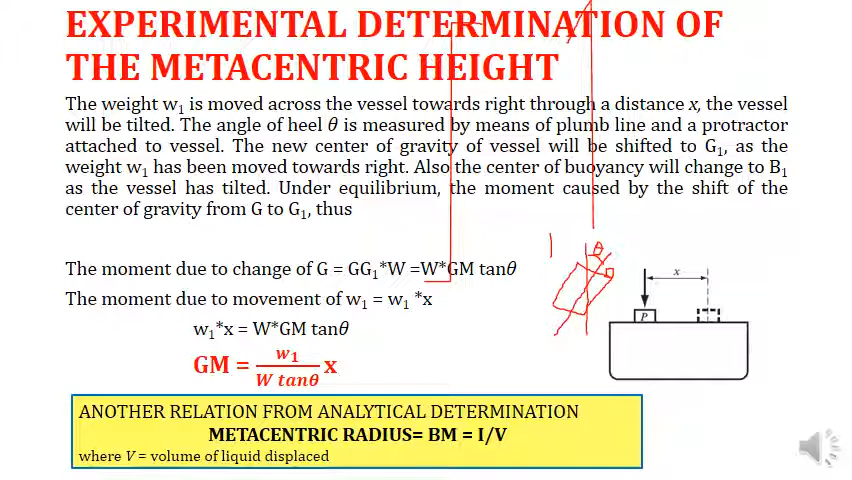 EXPERIMENTAL DETERMINATION OF
THE METACENTRIC HEIGHT
The weight w₁ is moved across the vessel towards right through a distance x, the vessel
will be tilted. The angle of heel θ is measured by means of plumb line and a protractor
attached to vessel. The new center of gravity of vessel will be shifted to G₁, as the
weight w₁ has been moved towards right. Also the center of buoyancy will change to B₁
as the vessel has tilted. Under equilibrium, the moment caused by the shift of the
center of gravity from G to G₁, thus
The moment due to change of G = GG₁*W =W*GM tanθ
The moment due to movement of w₁ = w₁ *x
w₁*x = W*GM tanθ
GM = w₁ / W tanθ x
θ
x
P
ANOTHER RELATION FROM ANALYTICAL DETERMINATION
METACENTRIC RADIUS= BM = I/V
where V = volume of liquid displaced